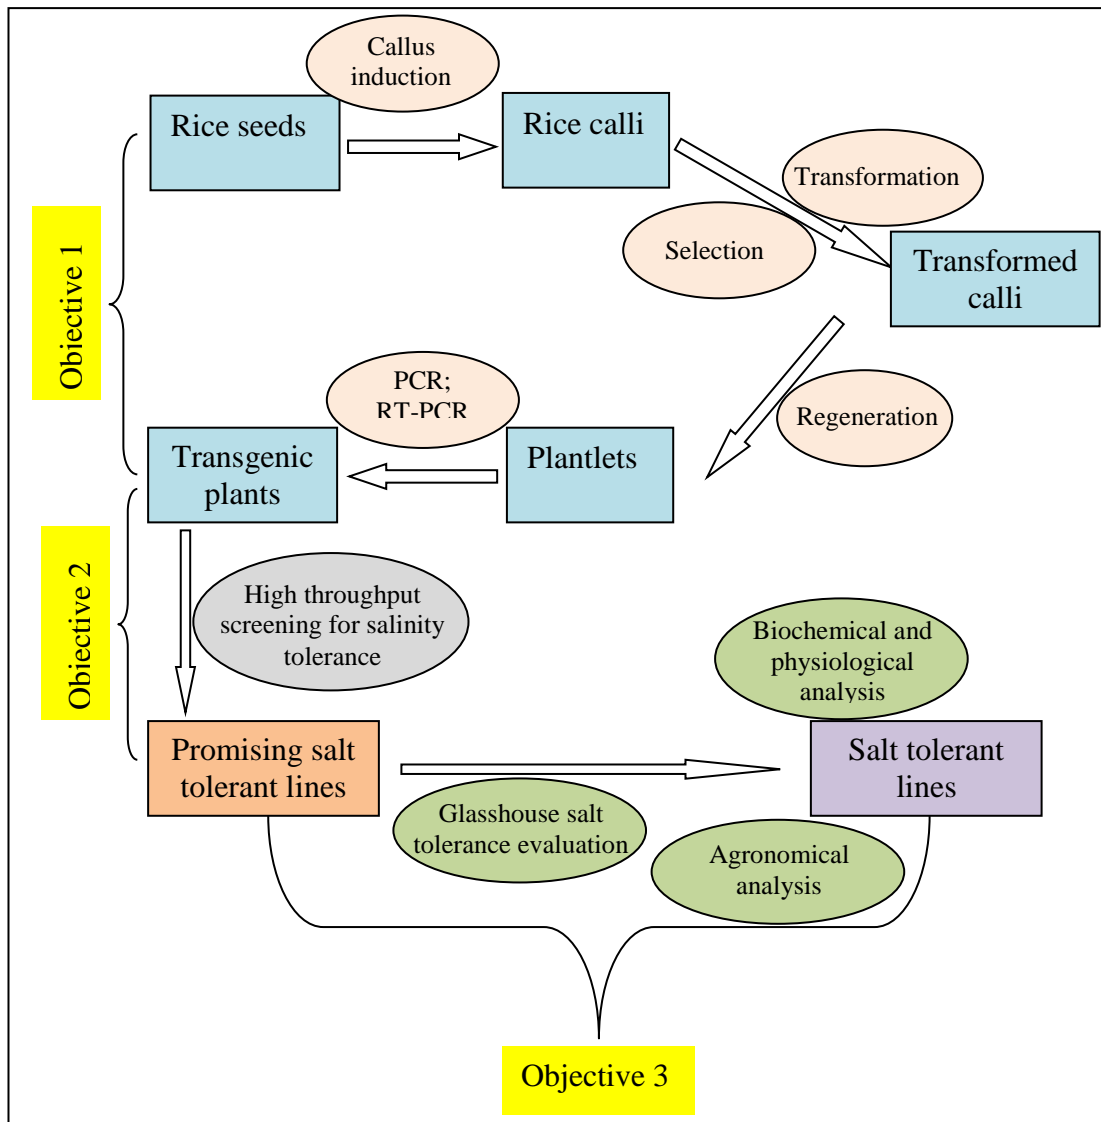 Callus
induction
Rice seeds
Rice calli
Transformation
Selection
Transformed
calli
Objective 1
PCR;
RT-PCR
Regeneration
Transgenic
plants
Plantlets
Objective 2
High throughput
screening for salinity
tolerance
Biochemical and
physiological
analysis
Promising salt
tolerant lines
Salt tolerant
lines
Glasshouse salt
tolerance evaluation
Agronomical
analysis
Objective 3